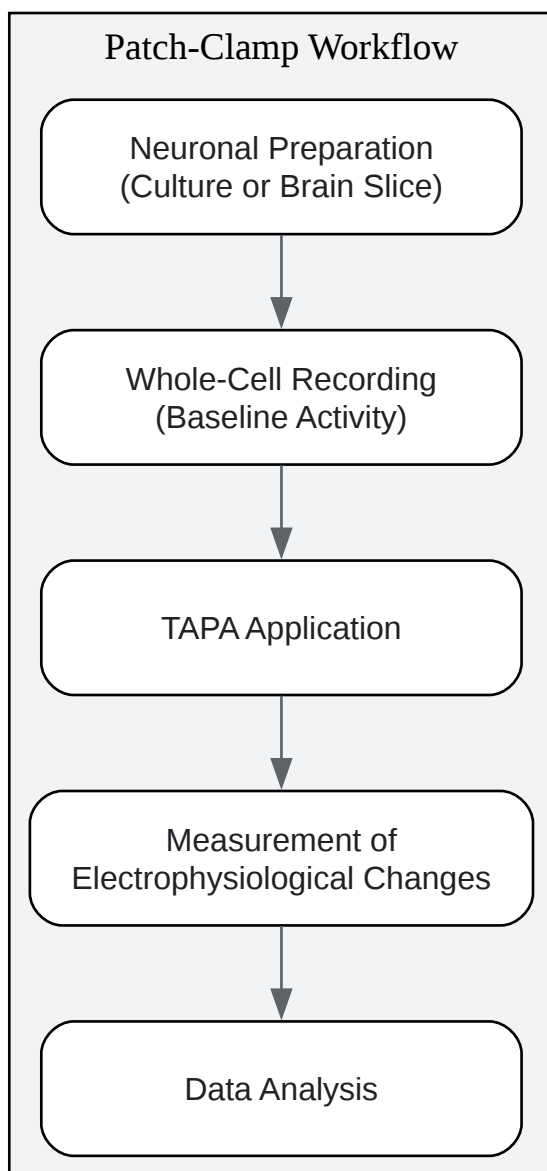 Patch-Clamp Workflow
Neuronal Preparation
(Culture or Brain Slice)
Whole-Cell Recording
(Baseline Activity)
TAPA Application
Measurement of
Electrophysiological Changes
Data Analysis